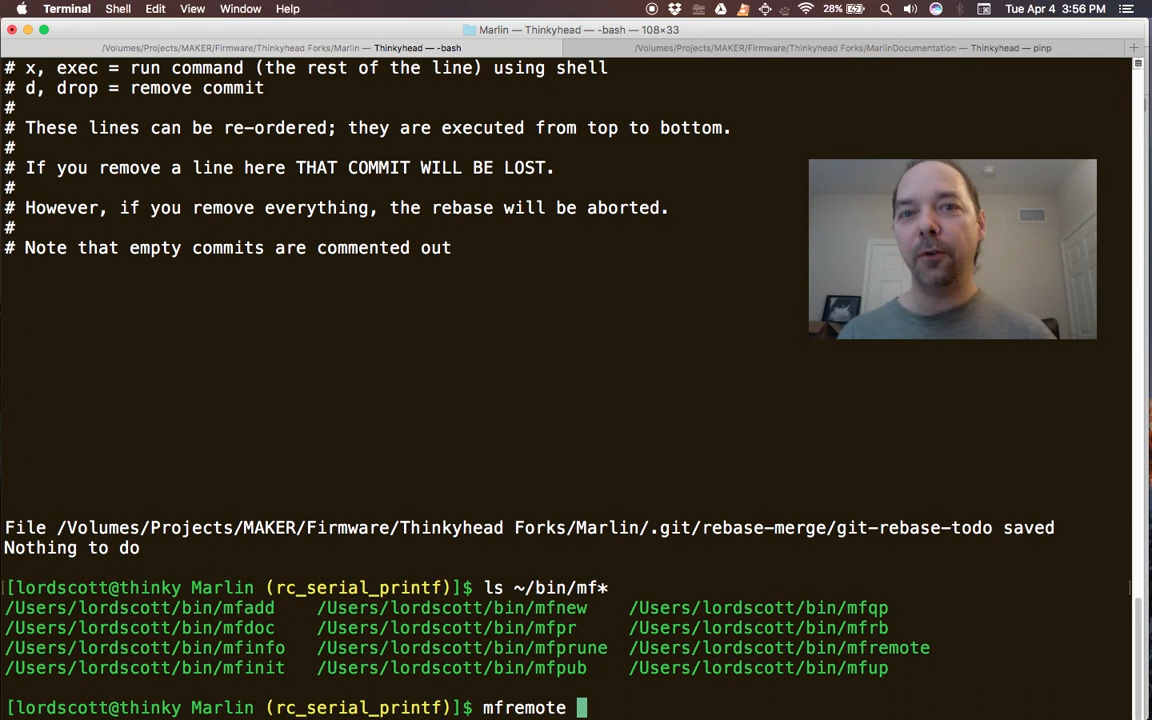 Terminal Shell Edit View Window Help 28% Tue Apr 4 3:56 PM
Marlin — Thinkyhead — -bash — 108×33
/Volumes/Projects/MAKER/Firmware/Thinkyhead Forks/Marlin — Thinkyhead — -bash
/Volumes/Projects/MAKER/Firmware/Thinkyhead Forks/MarlinDocumentation — Thinkyhead — pinp
# x, exec = run command (the rest of the line) using shell
# d, drop = remove commit
#
# These lines can be re-ordered; they are executed from top to bottom.
#
# If you remove a line here THAT COMMIT WILL BE LOST.
#
# However, if you remove everything, the rebase will be aborted.
#
# Note that empty commits are commented out
File /Volumes/Projects/MAKER/Firmware/Thinkyhead Forks/Marlin/.git/rebase-merge/git-rebase-todo saved
Nothing to do
[lordscott@thinky Marlin (rc_serial_printf)]$ ls ~/bin/mf*
/Users/lordscott/bin/mfadd /Users/lordscott/bin/mfnew /Users/lordscott/bin/mfqp
/Users/lordscott/bin/mfdoc /Users/lordscott/bin/mfpr /Users/lordscott/bin/mfrb
/Users/lordscott/bin/mfinfo /Users/lordscott/bin/mfprune /Users/lordscott/bin/mfremote
/Users/lordscott/bin/mfinit /Users/lordscott/bin/mfpub /Users/lordscott/bin/mfup
[lordscott@thinky Marlin (rc_serial_printf)]$ mfremote